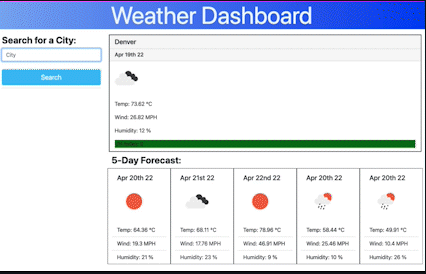 Weather Dashboard
Search for a City:
City
Search
Denver
Apr 19th 22
Temp: 73.62 °C
Wind: 26.82 MPH
Humidity: 12 %
5-Day Forecast:
Apr 20th 22
Temp: 64.36 °C
Wind: 19.3 MPH
Humidity: 21 %
Apr 21st 22
Temp: 68.11 °C
Wind: 17.76 MPH
Humidity: 23 %
Apr 22nd 22
Temp: 78.96 °C
Wind: 46.91 MPH
Humidity: 9 %
Apr 20th 22
Temp: 58.44 °C
Wind: 25.46 MPH
Humidity: 10 %
Apr 20th 22
Temp: 49.91 °C
Wind: 10.4 MPH
Humidity: 26 %